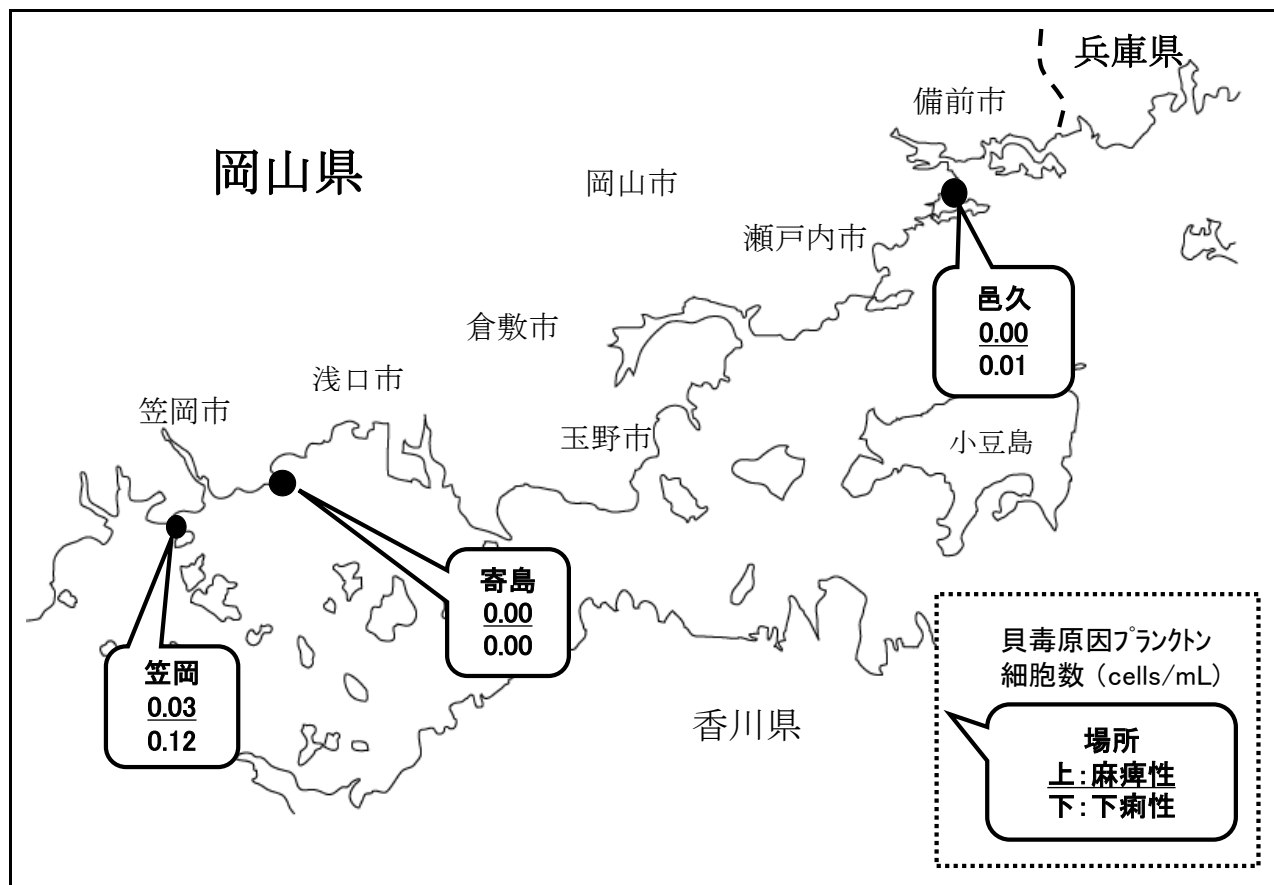 兵庫県
備前市
岡山県
岡山市
瀬戸内市
邑久
0.00
0.01
倉敷市
浅口市
笠岡市
玉野市
小豆島
寄島
0.00
0.00
笠岡
0.03
0.12
香川県
貝毒原因ﾌﾟﾗﾝｸﾄﾝ
細胞数 (cells/mL)
場所
上:麻痺性
下:下痢性